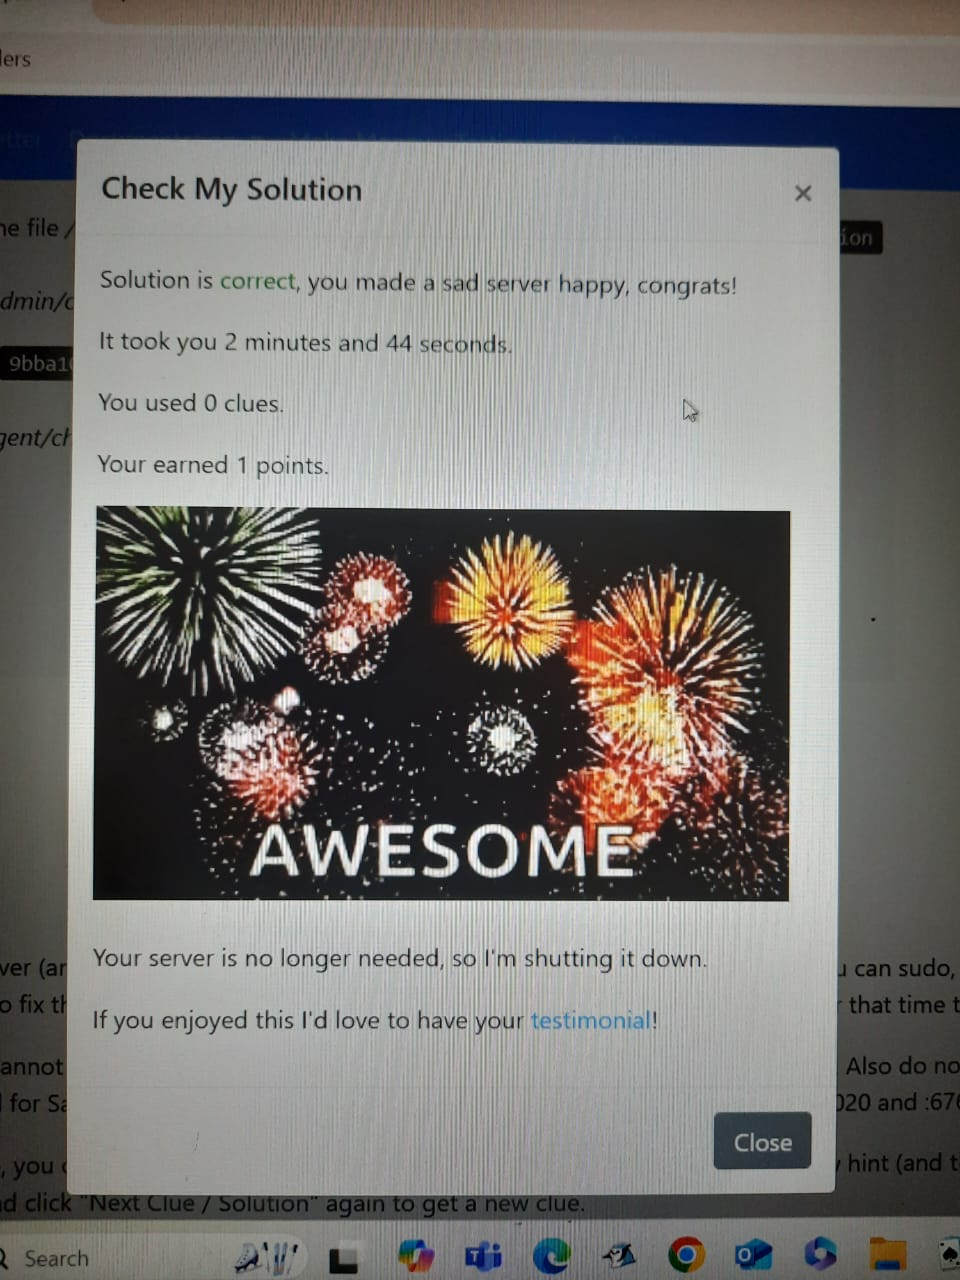 ders
Check My Solution
×
he file /
ion
Solution is correct, you made a sad server happy, congrats!
dmin/c
It took you 2 minutes and 44 seconds.
9bba1
You used 0 clues.
gent/ch
Your earned 1 points.
AWESOME
Your server is no longer needed, so I'm shutting it down.
ver (an
u can sudo,
o fix th
that time t
If you enjoyed this I'd love to have your testimonial!
annot
Also do no
for Sa
020 and :676
Close
, you
hint (and t
d click "Next Clue / Solution" again to get a new clue.
Search